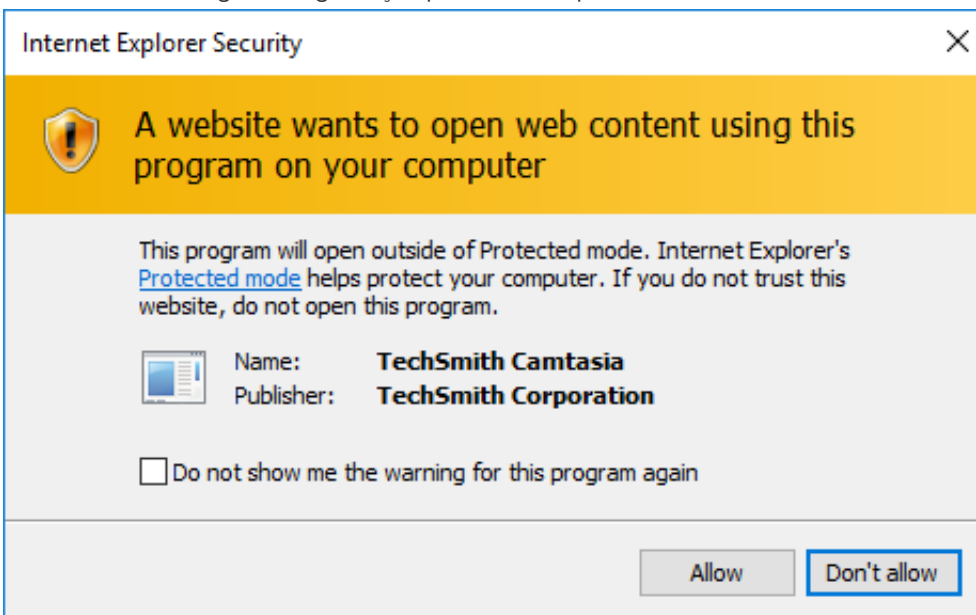 Internet Explorer Security
A website wants to open web content using this
program on your computer
This program will open outside of Protected mode. Internet Explorer's
Protected mode helps protect your computer. If you do not trust this
website, do not open this program.
Name: TechSmith Camtasia
Publisher: TechSmith Corporation
Do not show me the warning for this program again
Allow Don't allow